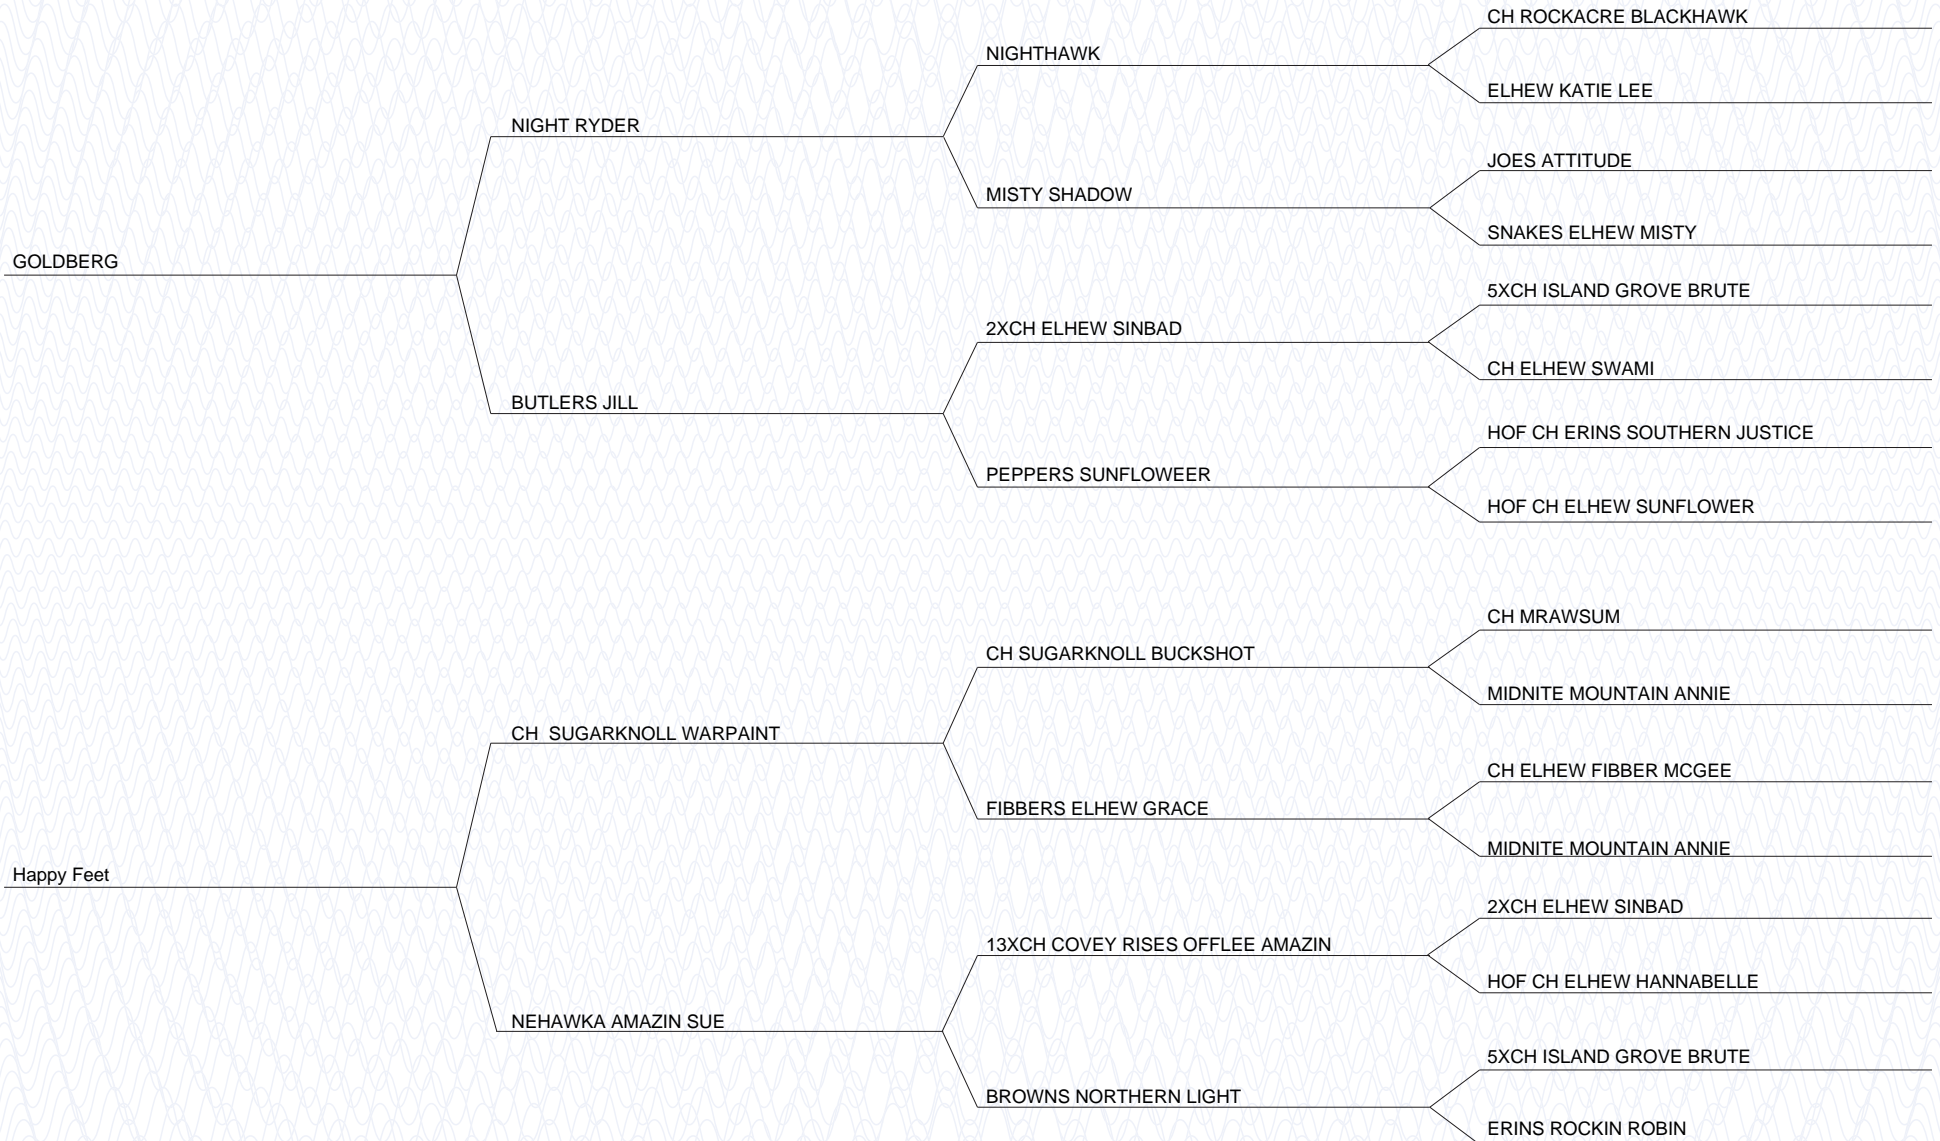 CH ROCKACRE BLACKHAWK
NIGHTHAWK
ELHEW KATIE LEE
NIGHT RYDER
JOES ATTITUDE
MISTY SHADOW
SNAKES ELHEW MISTY
GOLDBERG
5XCH ISLAND GROVE BRUTE
2XCH ELHEW SINBAD
CH ELHEW SWAMI
BUTLERS JILL
HOF CH ERINS SOUTHERN JUSTICE
PEPPERS SUNFLOWEER
HOF CH ELHEW SUNFLOWER
CH MRAWSUM
CH SUGARKNOLL BUCKSHOT
MIDNITE MOUNTAIN ANNIE
CH  SUGARKNOLL WARPAINT
CH ELHEW FIBBER MCGEE
FIBBERS ELHEW GRACE
MIDNITE MOUNTAIN ANNIE
Happy Feet
2XCH ELHEW SINBAD
13XCH COVEY RISES OFFLEE AMAZIN
HOF CH ELHEW HANNABELLE
NEHAWKA AMAZIN SUE
5XCH ISLAND GROVE BRUTE
BROWNS NORTHERN LIGHT
ERINS ROCKIN ROBIN